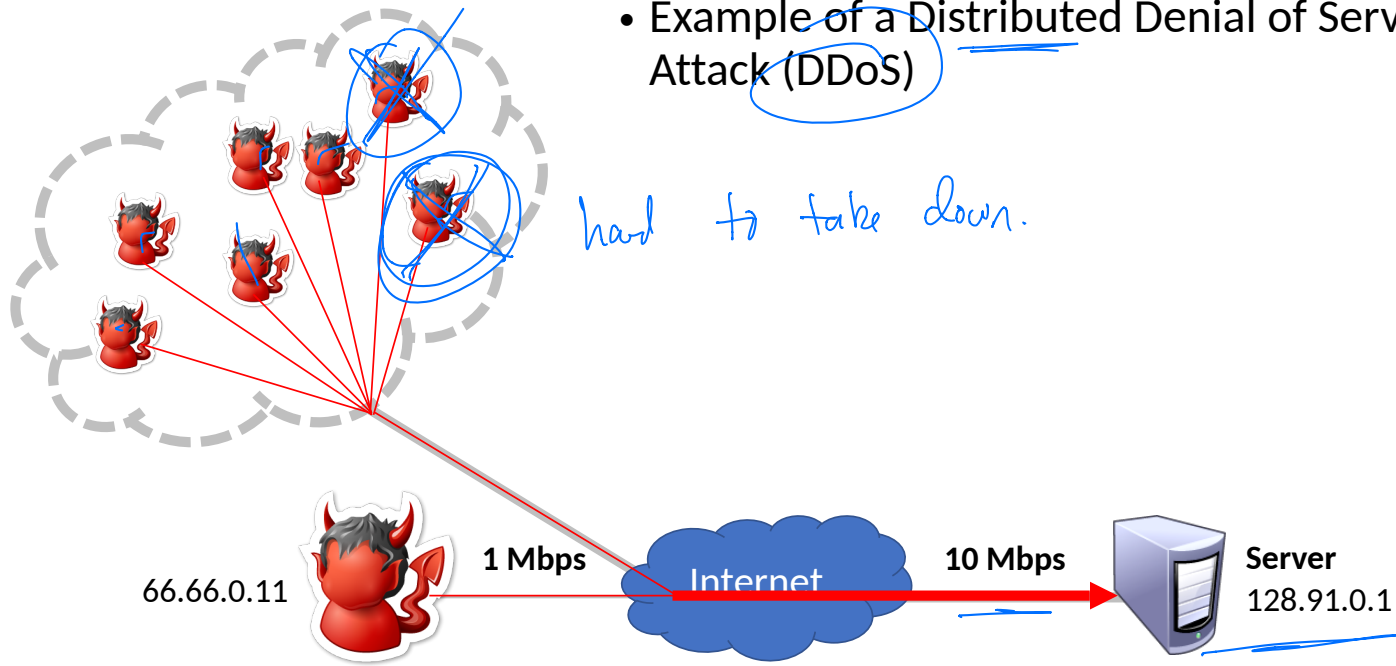 • Example of a Distributed Denial of Serv
Attack (DDoS)
hard to take down.
1 Mbps
Internet
10 Mbps
Server
66.66.0.11
128.91.0.1